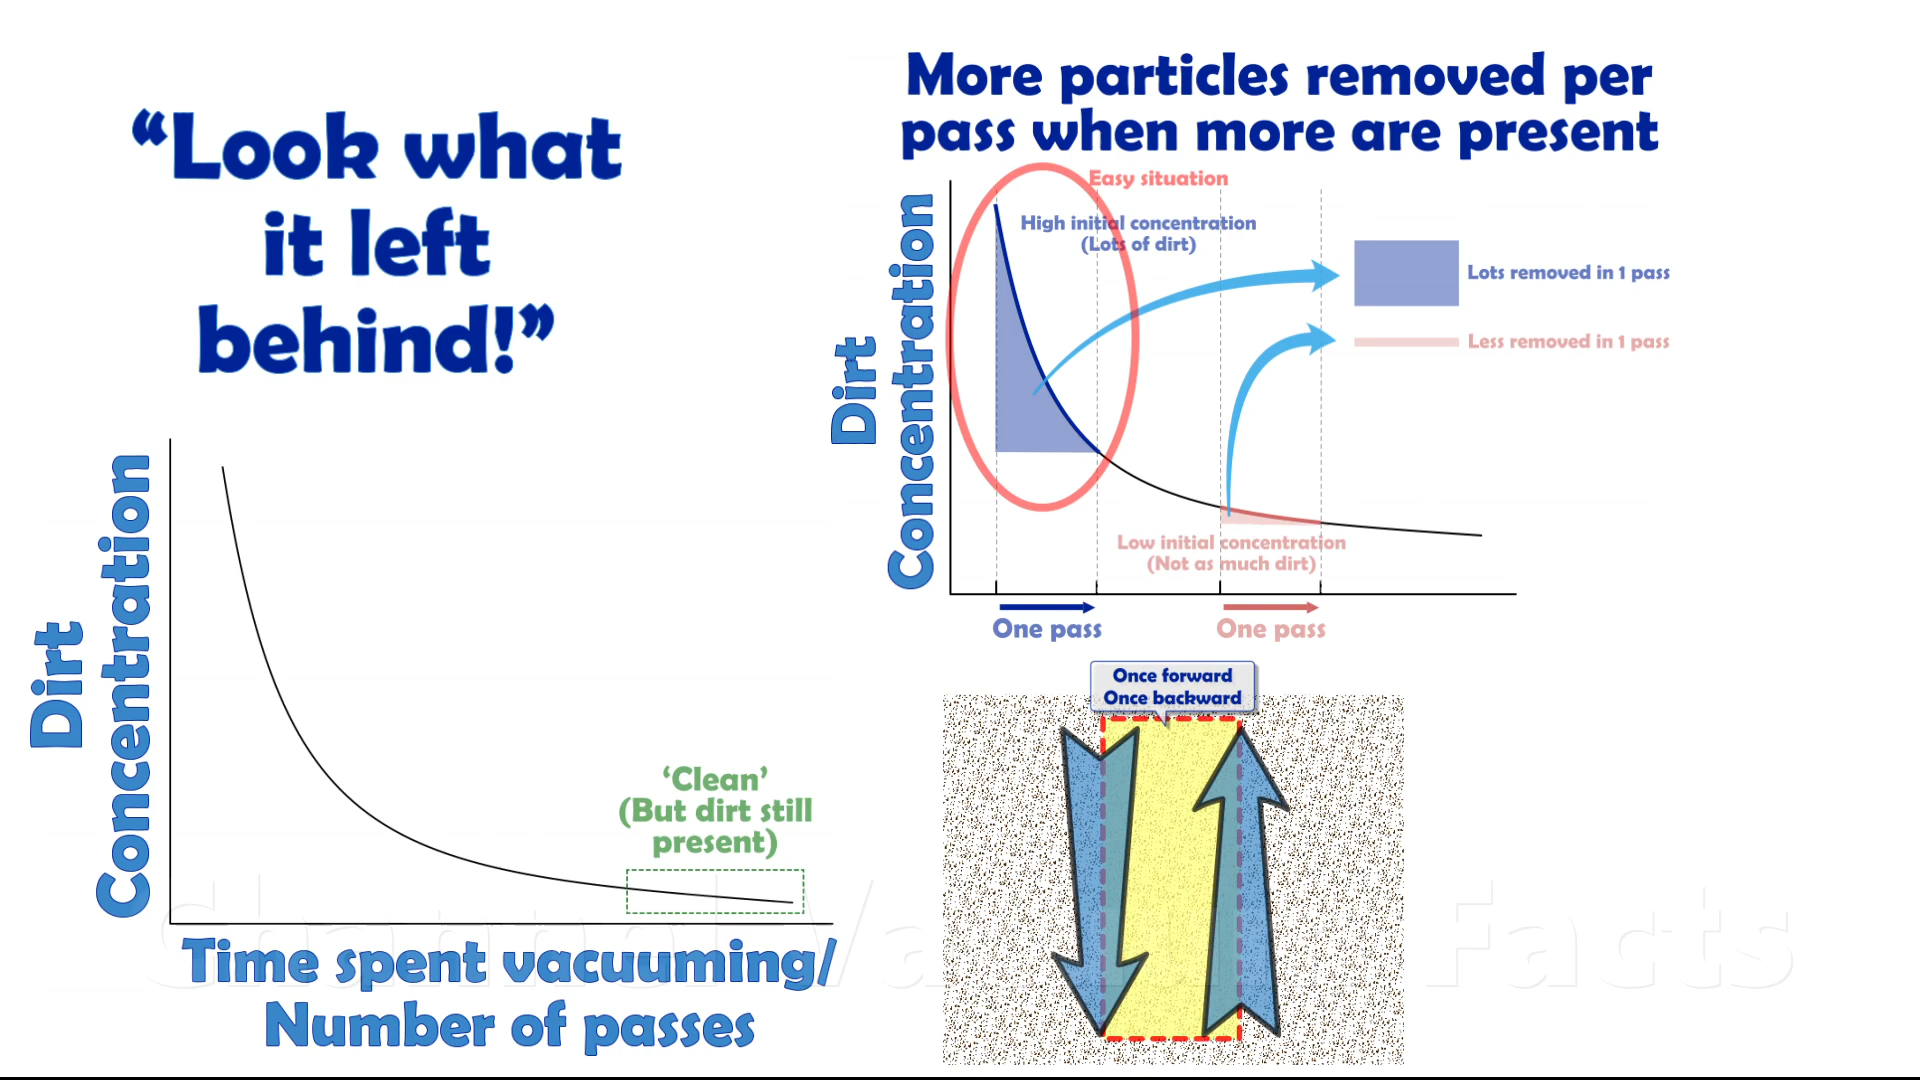 “Look what
it left
behind!”
Dirt
Concentration
‘Clean’
(But dirt still
present)
Time spent vacuuming/
Number of passes
More particles removed per
pass when more are present
Easy situation
High initial concentration
(Lots of dirt)
Lots removed in 1 pass
Less removed in 1 pass
Dirt
Concentration
Low initial concentration
(Not as much dirt)
One pass
One pass
Once forward
Once backward
Channel Vacuum Facts